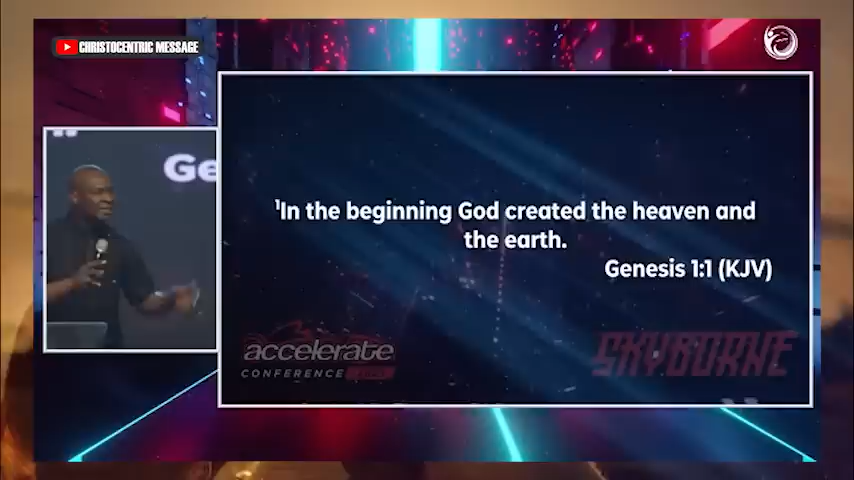 CHRISTOCENTRIC MESSAGE
Ge
¹In the beginning God created the heaven and
the earth.
Genesis 1:1 (KJV)
accelerate
CONFERENCE
SKYBOURNE